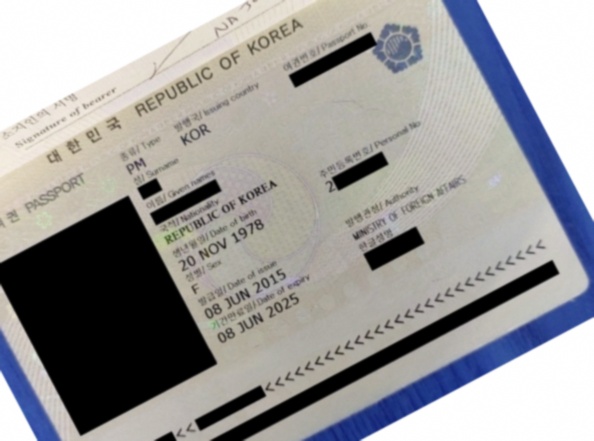 소지인의 서명
Signature of bearer
대한민국 REPUBLIC OF KOREA
여권 PASSPORT
종류/ Type
발행국/ Issuing country
여권번호/ Passport No.
PM
KOR
성/ Surname
이름/ Given names
국적/ Nationality
REPUBLIC OF KOREA
생년월일/ Date of birth
주민등록번호/ Personal No.
20 NOV 1978
2
성별/ Sex
발행관청/ Authority
F
MINISTRY OF FOREIGN AFFAIRS
발급일/ Date of issue
한글성명
08 JUN 2015
기간만료일/ Date of expiry
08 JUN 2025